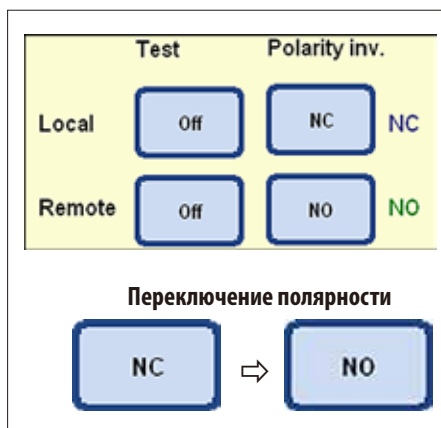 Test Polarity inv.
Local Off NC NC
Remote Off NO NO
Переключение полярности
NC ⇨ NO